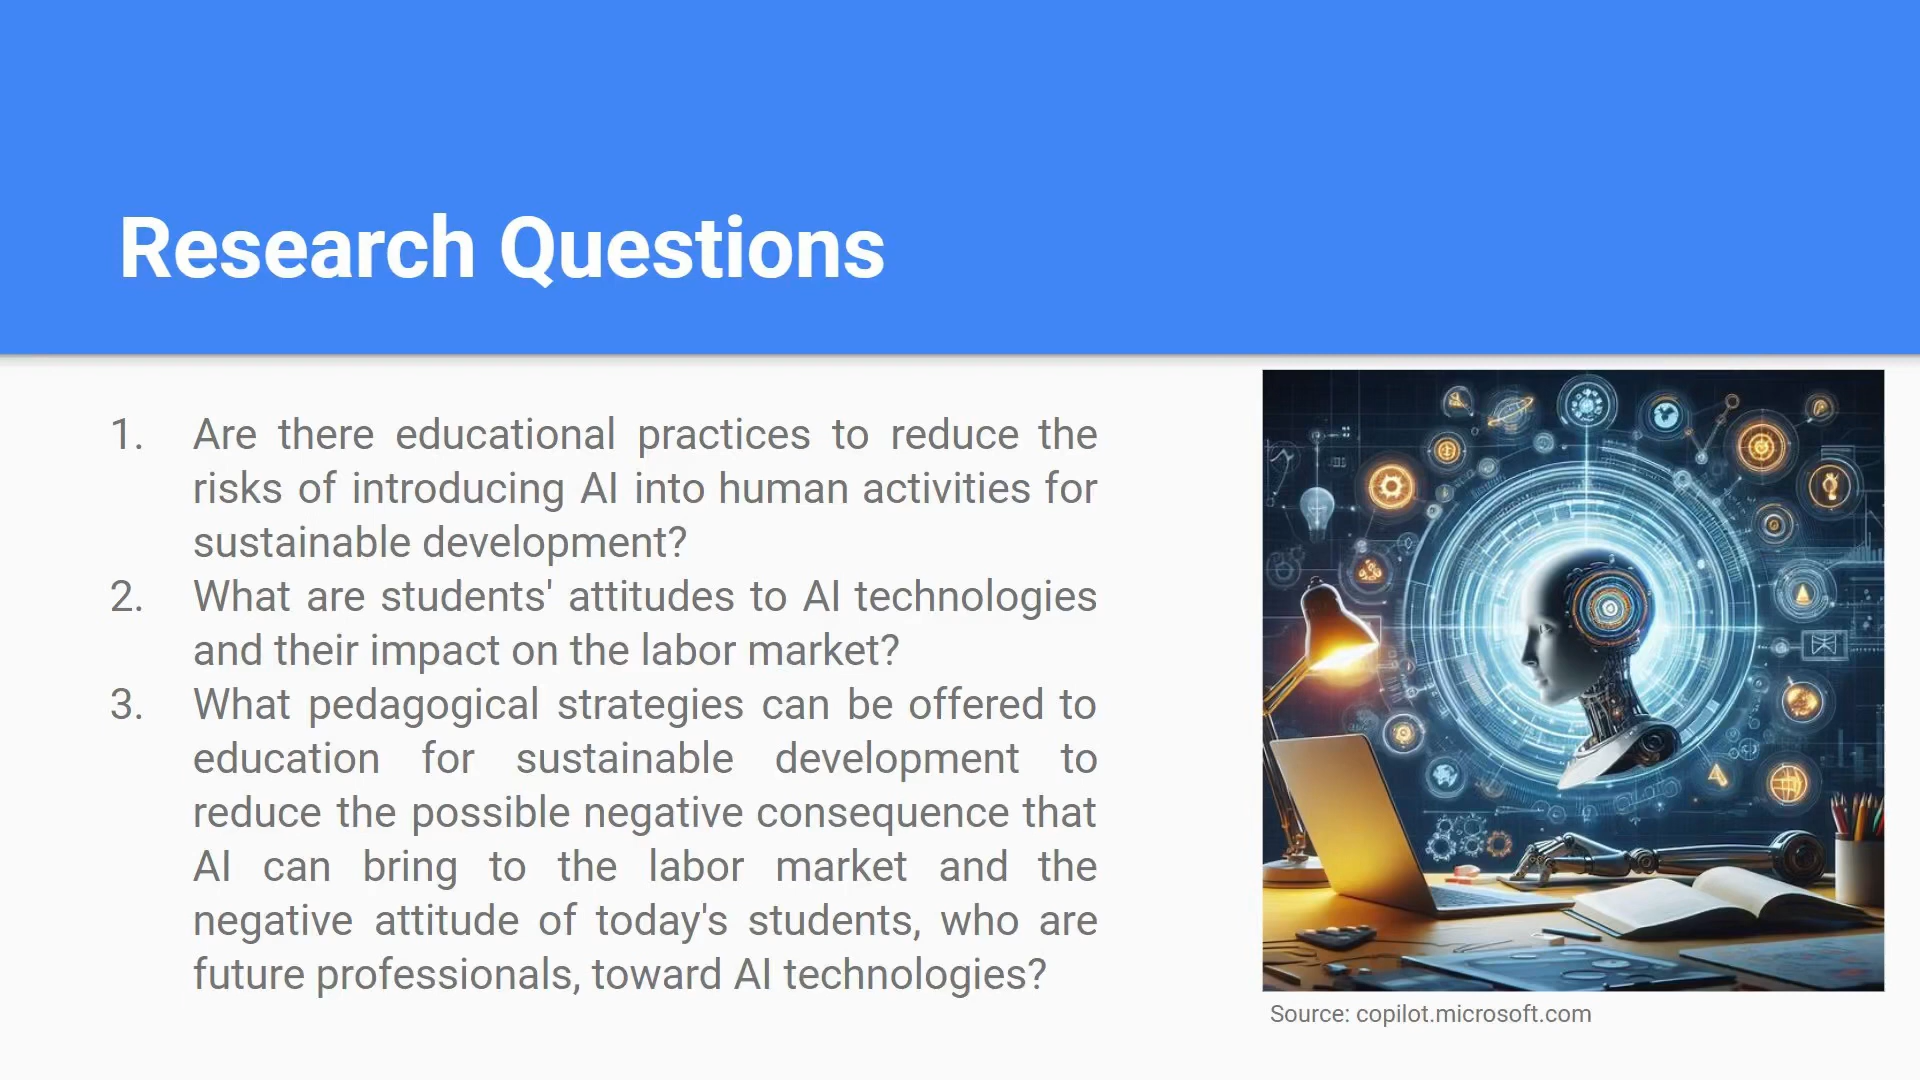 Research Questions
1. Are there educational practices to reduce the
risks of introducing AI into human activities for
sustainable development?
2. What are students' attitudes to AI technologies
and their impact on the labor market?
3. What pedagogical strategies can be offered to
education for sustainable development to
reduce the possible negative consequence that
AI can bring to the labor market and the
negative attitude of today's students, who are
future professionals, toward AI technologies?
Source: copilot.microsoft.com